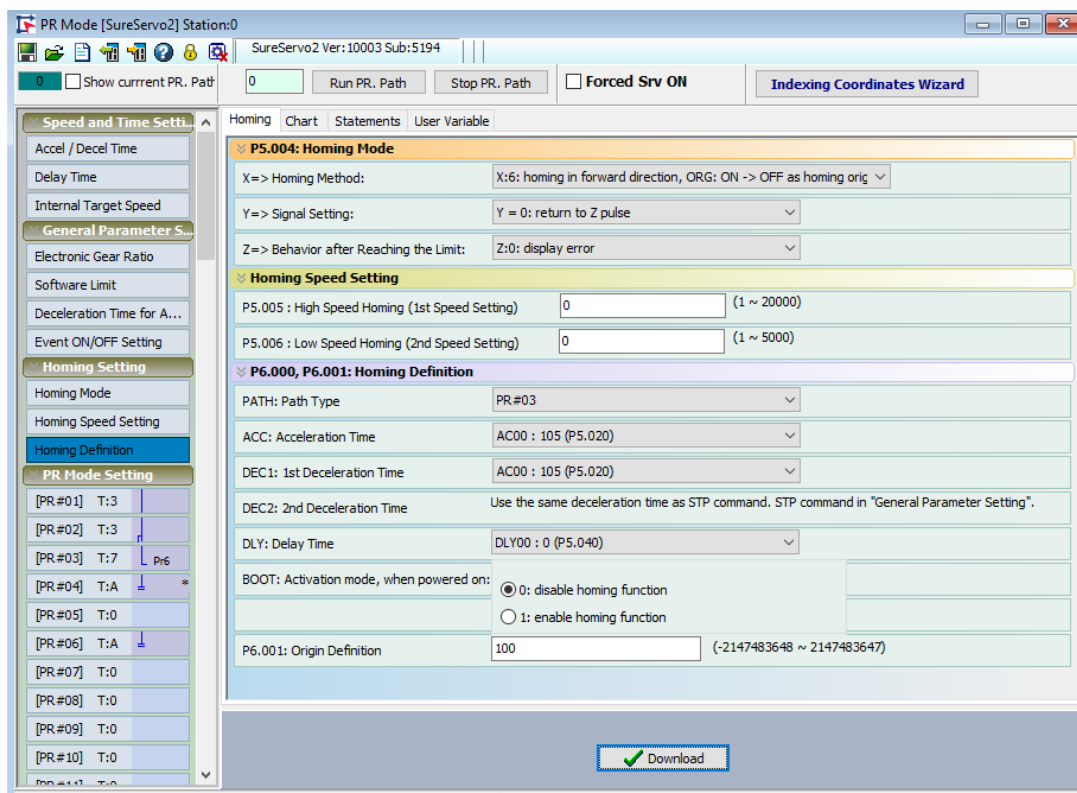 PR Mode [SureServo2] Station:0
SureServo2 Ver:10003 Sub:5194
0 Show currrent PR. Path 0 Run PR. Path Stop PR. Path Forced Srv ON Indexing Coordinates Wizard
Speed and Time Setti...
Accel / Decel Time
Delay Time
Internal Target Speed
General Parameter S...
Electronic Gear Ratio
Software Limit
Deceleration Time for A...
Event ON/OFF Setting
Homing Setting
Homing Mode
Homing Speed Setting
Homing Definition
PR Mode Setting
[PR#01] T:3
[PR#02] T:3
[PR#03] T:7 Pr6
[PR#04] T:A *
[PR#05] T:0
[PR#06] T:A
[PR#07] T:0
[PR#08] T:0
[PR#09] T:0
[PR#10] T:0
[PR#11] T:0
Homing Chart Statements User Variable
P5.004: Homing Mode
X=> Homing Method: X:6: homing in forward direction, ORG: ON -> OFF as homing orig
Y=> Signal Setting: Y = 0: return to Z pulse
Z=> Behavior after Reaching the Limit: Z:0: display error
Homing Speed Setting
P5.005 : High Speed Homing (1st Speed Setting) 0 (1 ~ 20000)
P5.006 : Low Speed Homing (2nd Speed Setting) 0 (1 ~ 5000)
P6.000, P6.001: Homing Definition
PATH: Path Type PR#03
ACC: Acceleration Time AC00 : 105 (P5.020)
DEC1: 1st Deceleration Time AC00 : 105 (P5.020)
DEC2: 2nd Deceleration Time Use the same deceleration time as STP command. STP command in "General Parameter Setting".
DLY: Delay Time DLY00 : 0 (P5.040)
BOOT: Activation mode, when powered on:
0: disable homing function
1: enable homing function
P6.001: Origin Definition 100 (-2147483648 ~ 2147483647)
Download